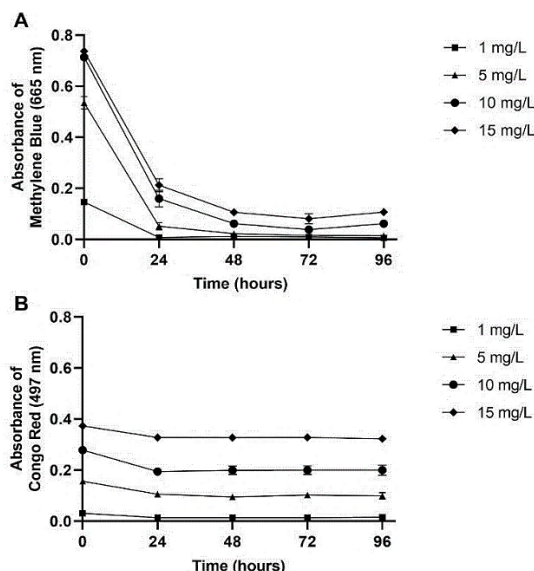 A
Absorbance of
Methylene Blue (665 nm)
0.8
0.6
0.4
0.2
0.0
0 24 48 72 96
Time (hours)
1 mg/L
5 mg/L
10 mg/L
15 mg/L
B
Absorbance of
Congo Red (497 nm)
0.8
0.6
0.4
0.2
0.0
0 24 48 72 96
Time (hours)
1 mg/L
5 mg/L
10 mg/L
15 mg/L